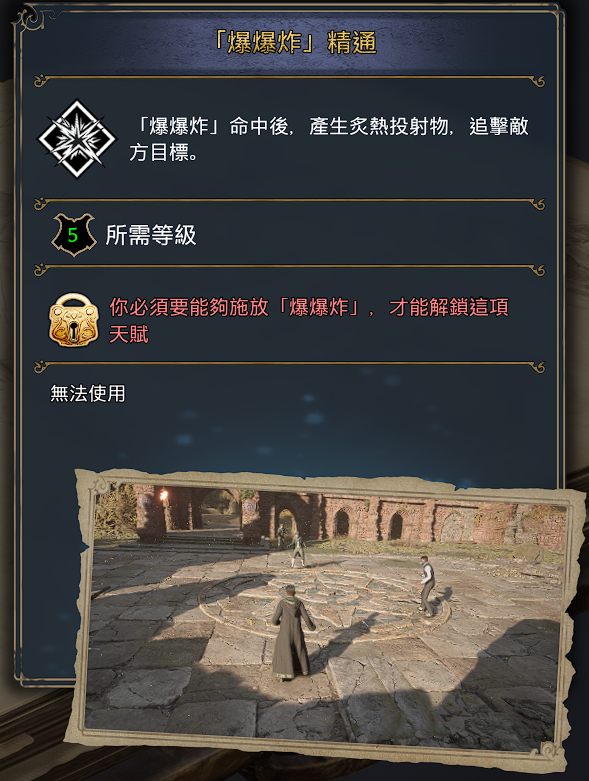 「爆爆炸」精通
「爆爆炸」命中後,產生炙熱投射物,追擊敵
方目標。
5
所需等級
你必須要能夠施放「爆爆炸」,才能解鎖這項
天賦
無法使用